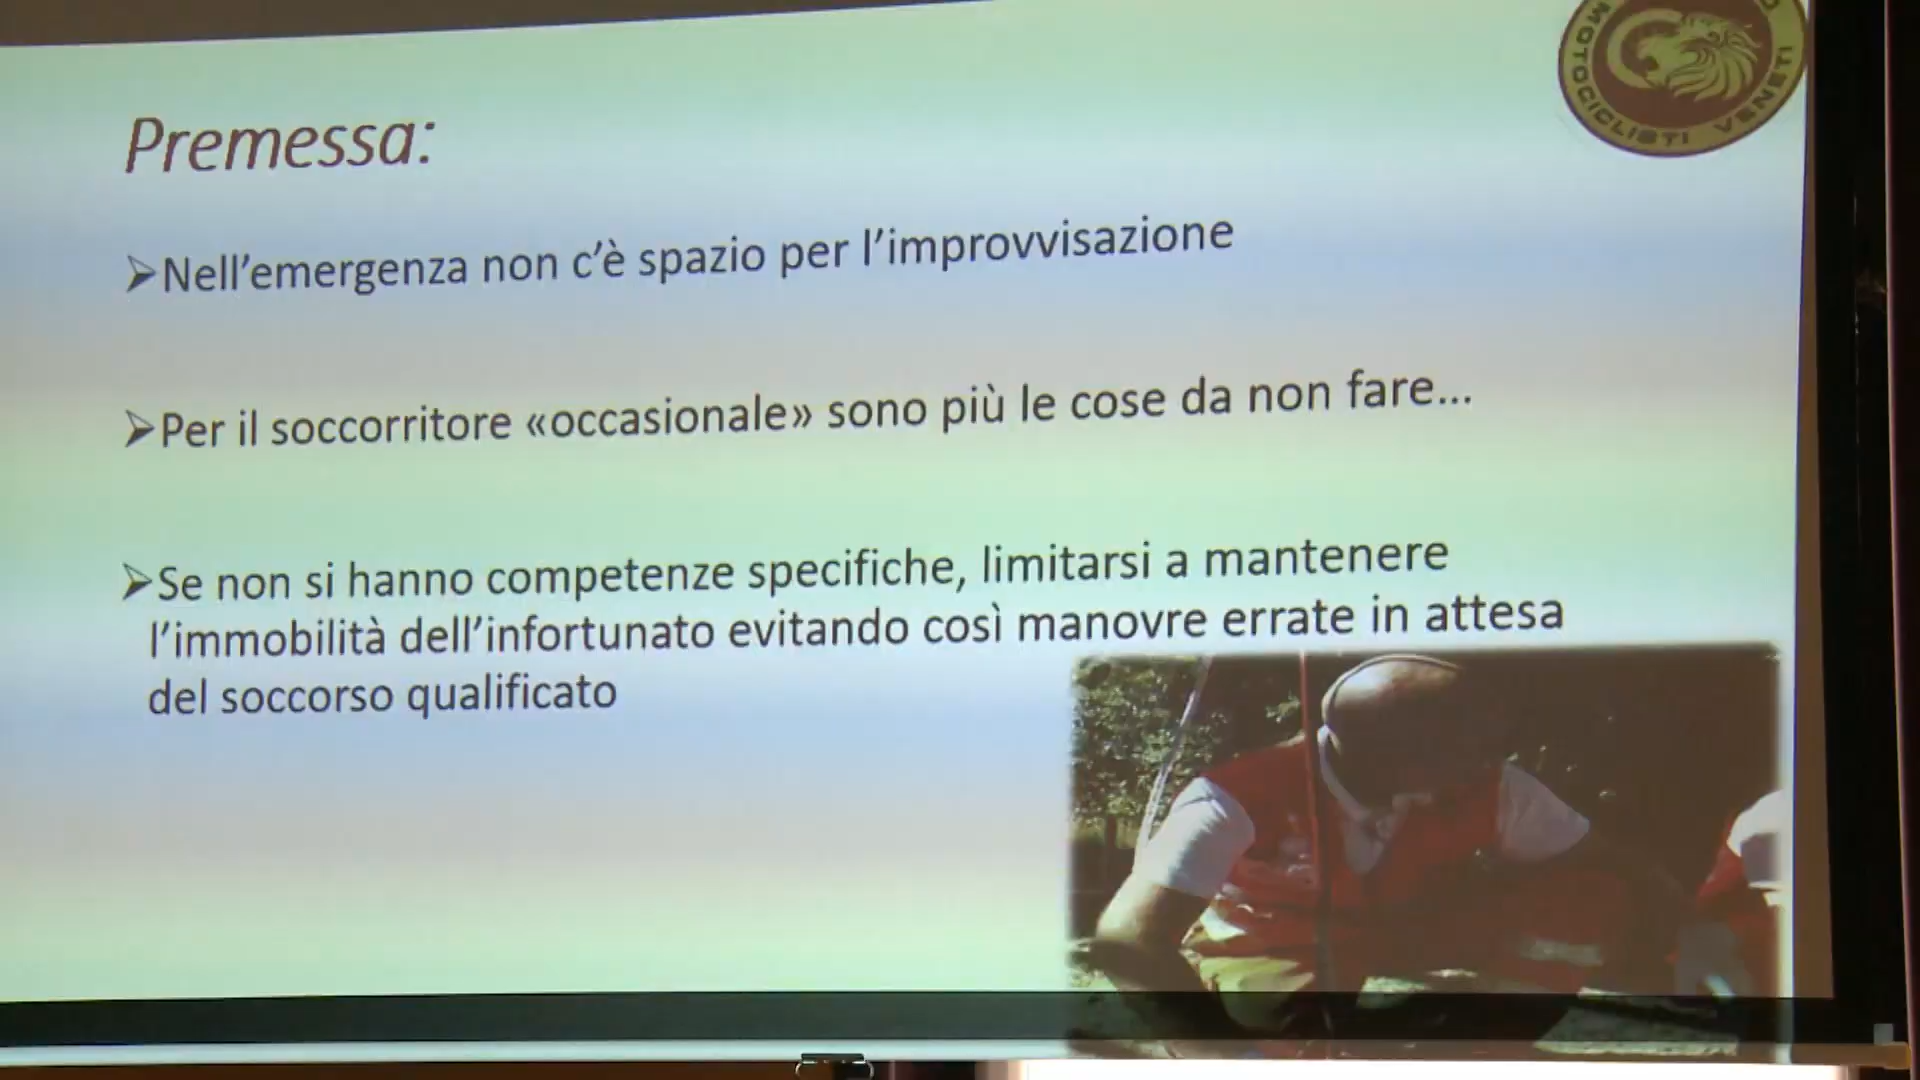 MOTOCICLISTI VENETI
Premessa:
➢Nell'emergenza non c'è spazio per l'improvvisazione
➢Per il soccorritore «occasionale» sono più le cose da non fare...
➢Se non si hanno competenze specifiche, limitarsi a mantenere
l'immobilità dell'infortunato evitando così manovre errate in attesa
del soccorso qualificato